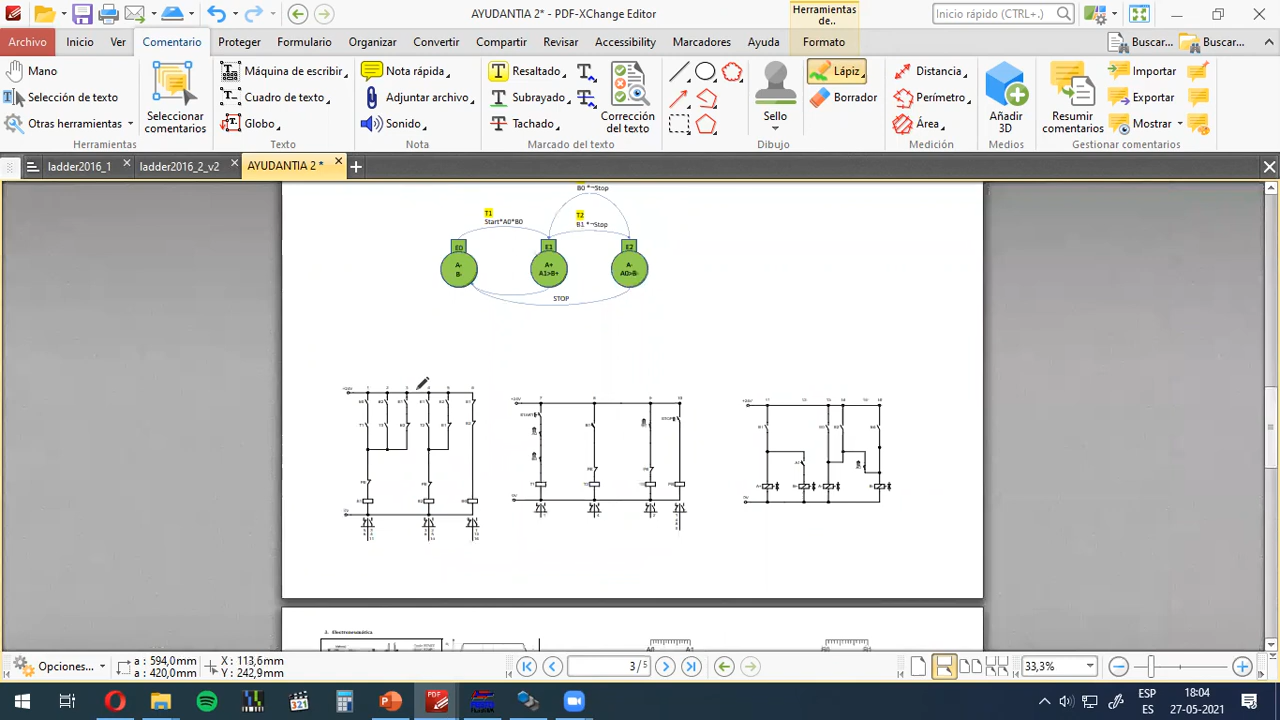 AYUDANTIA 2 * - PDF-XChange Editor
Herramientas de..
Inicio rápido (CTRL+,)
Archivo Inicio Ver Comentario Proteger Formulario Organizar Convertir Compartir Revisar Accessibility Marcadores Ayuda Formato Buscar... Buscar...
Mano
Selección de texto
Otras herramientas
Herramientas
Seleccionar comentarios
Máquina de escribir
Cuadro de texto
Globo
Texto
Nota rápida
Adjuntar archivo
Sonido
Nota
Resaltado
Subrayado
Tachado
Corrección del texto
Marcado del texto
Sello
Lápiz
Borrador
Dibujo
Distancia
Perímetro
Área
Medición
Añadir 3D
Medios
Resumir comentarios
Importar
Exportar
Mostrar
Gestionar comentarios
ladder2016_1 ladder2016_2_v2 AYUDANTIA 2 *
B0 *¬Stop
T1
Start*A0*B0
T2
B1 *¬Stop
E0
A-
B-
E1
A+
A1>B+
E2
A-
A0>B-
STOP
2. Electroneumática
Opciones...
a : 594,0mm
a : 420,0mm
X : 113,6mm
Y : 242,9mm
3 / 5
33,3%
ESP
ES
18:04
27-05-2021